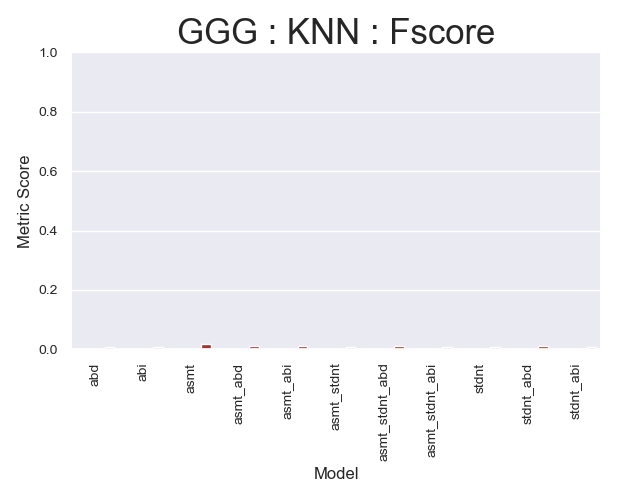 GGG : KNN : Fscore
1.0
0.8
0.6
0.4
0.2
0.0
Metric Score
abd
abi
asmt
asmt_abd
asmt_abi
asmt_stdnt
asmt_stdnt_abd
asmt_stdnt_abi
stdnt
stdnt_abd
stdnt_abi
Model